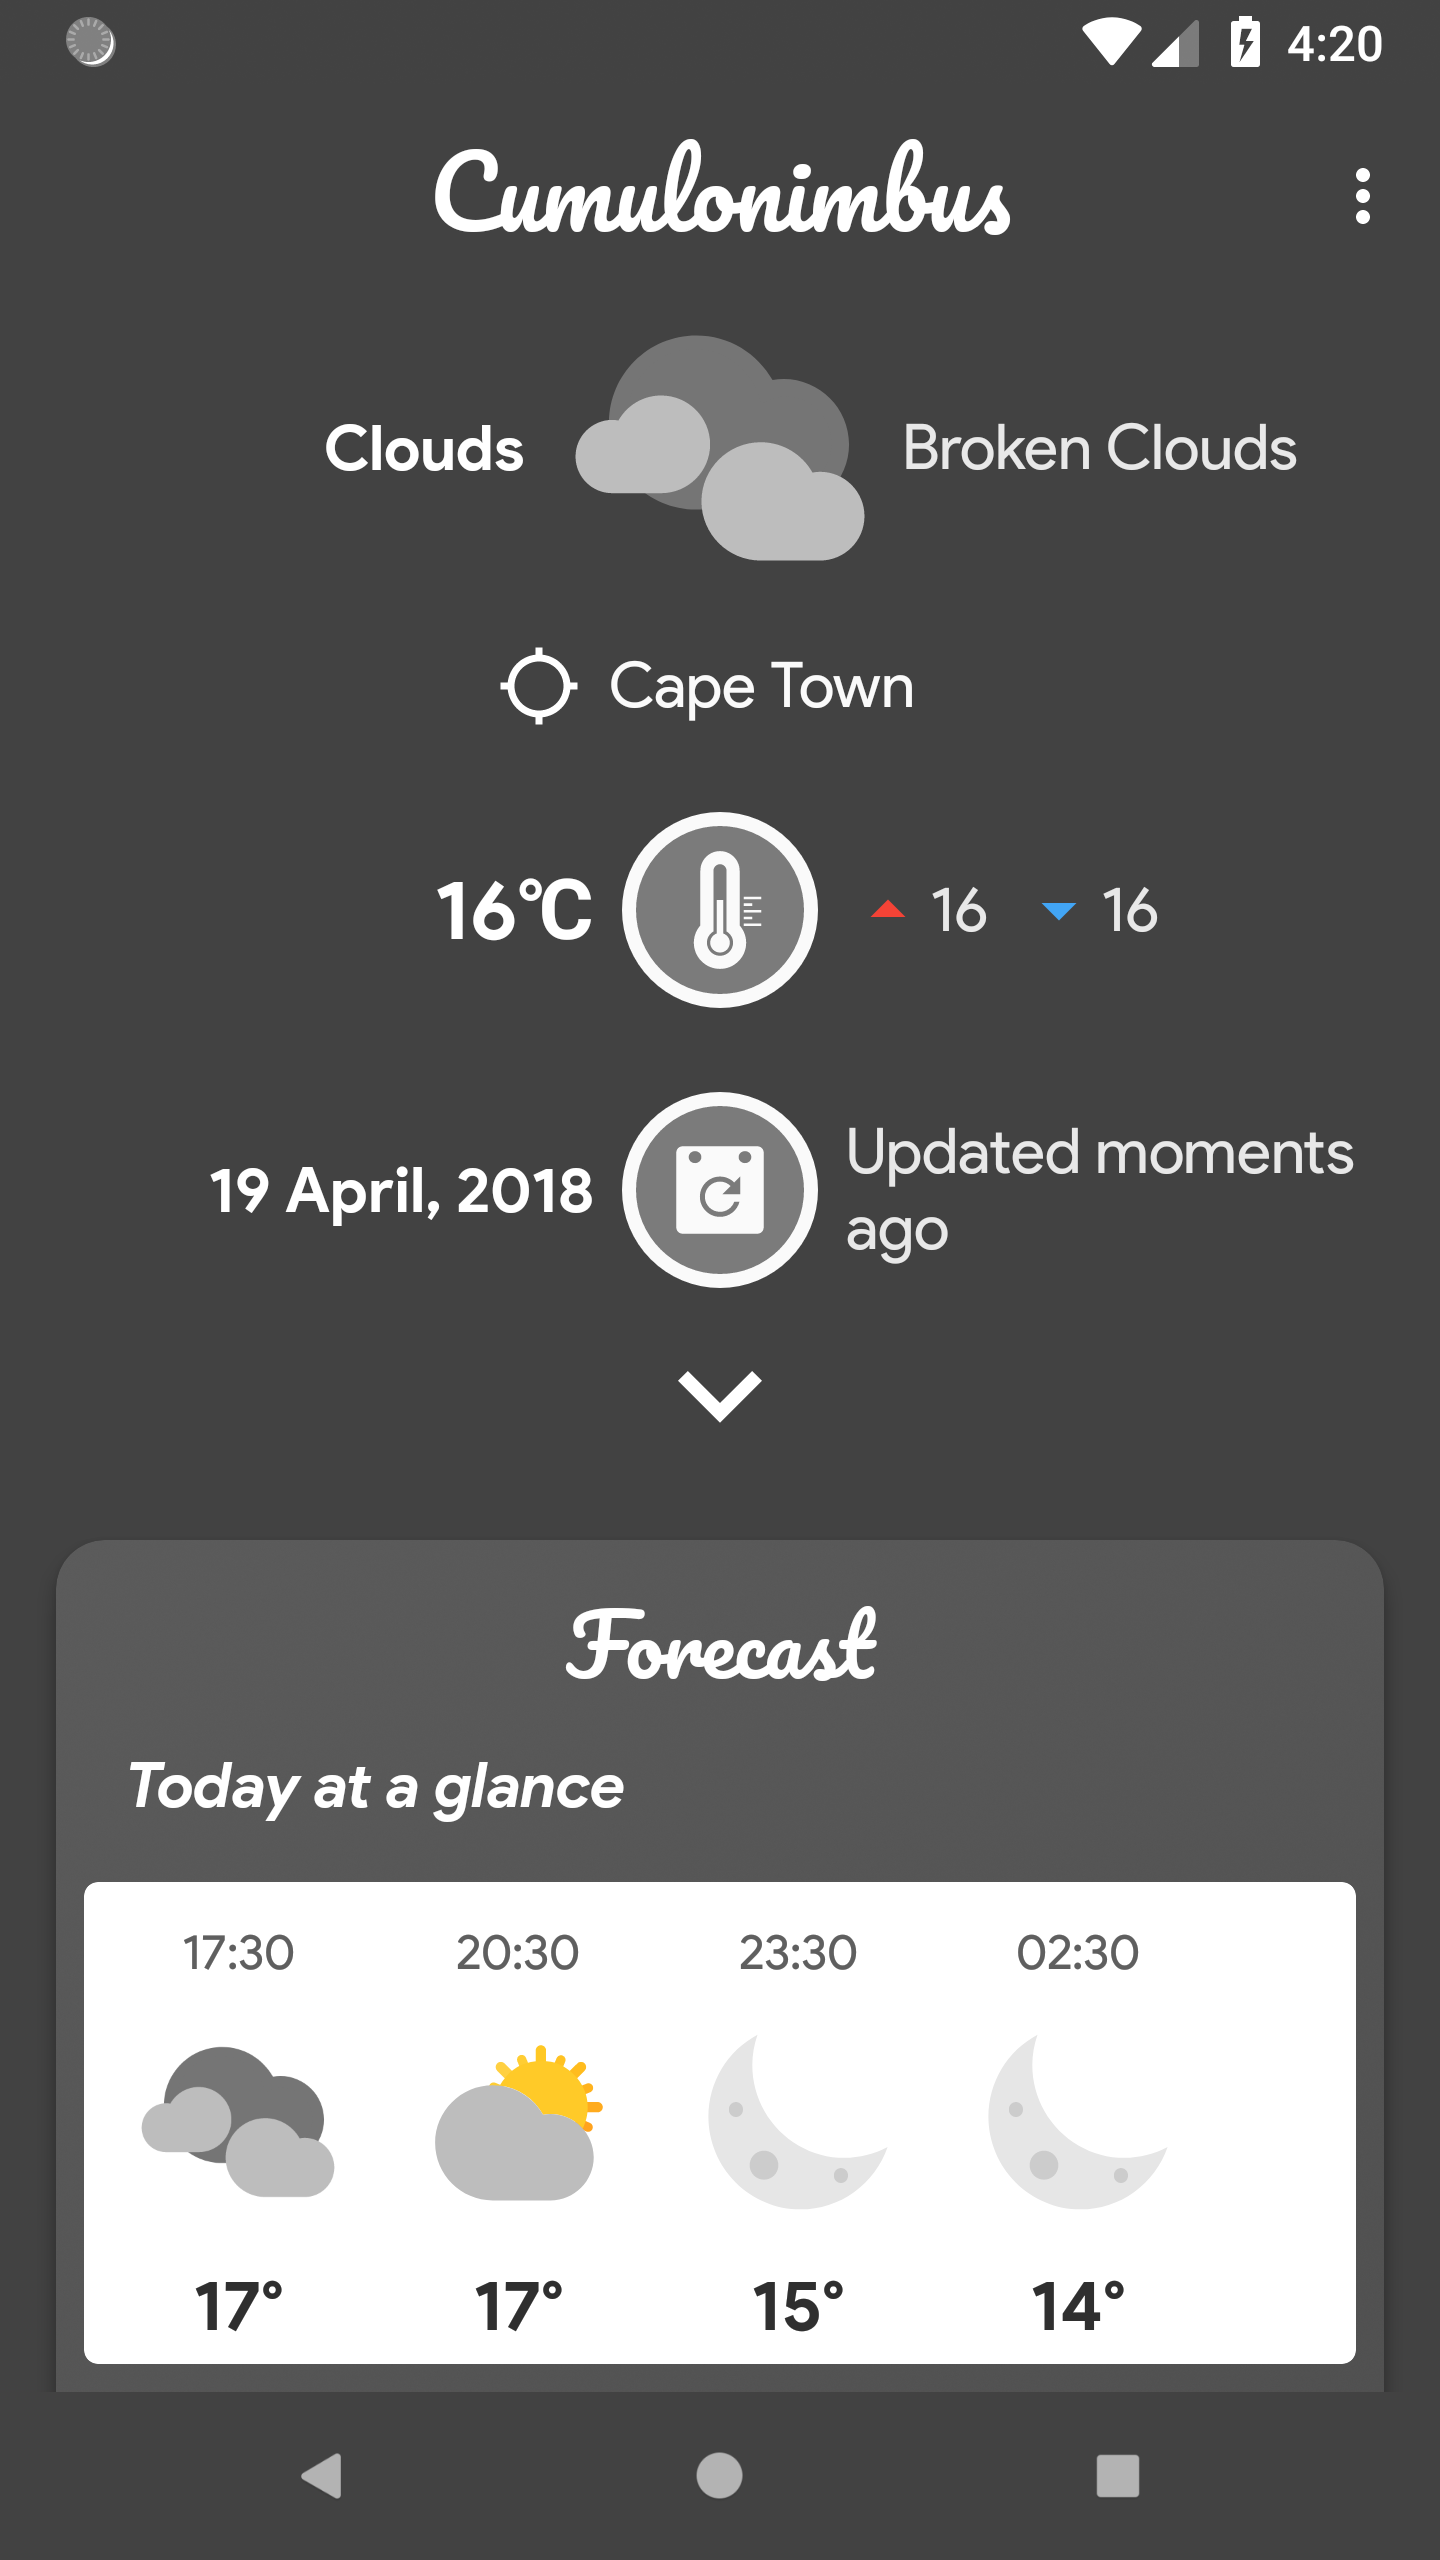 4:20
Cumulonimbus
Clouds
Broken Clouds
Cape Town
16°C
16
16
19 April, 2018
Updated moments
ago
Forecast
Today at a glance
17:30
20:30
23:30
02:30
17°
17°
15°
14°